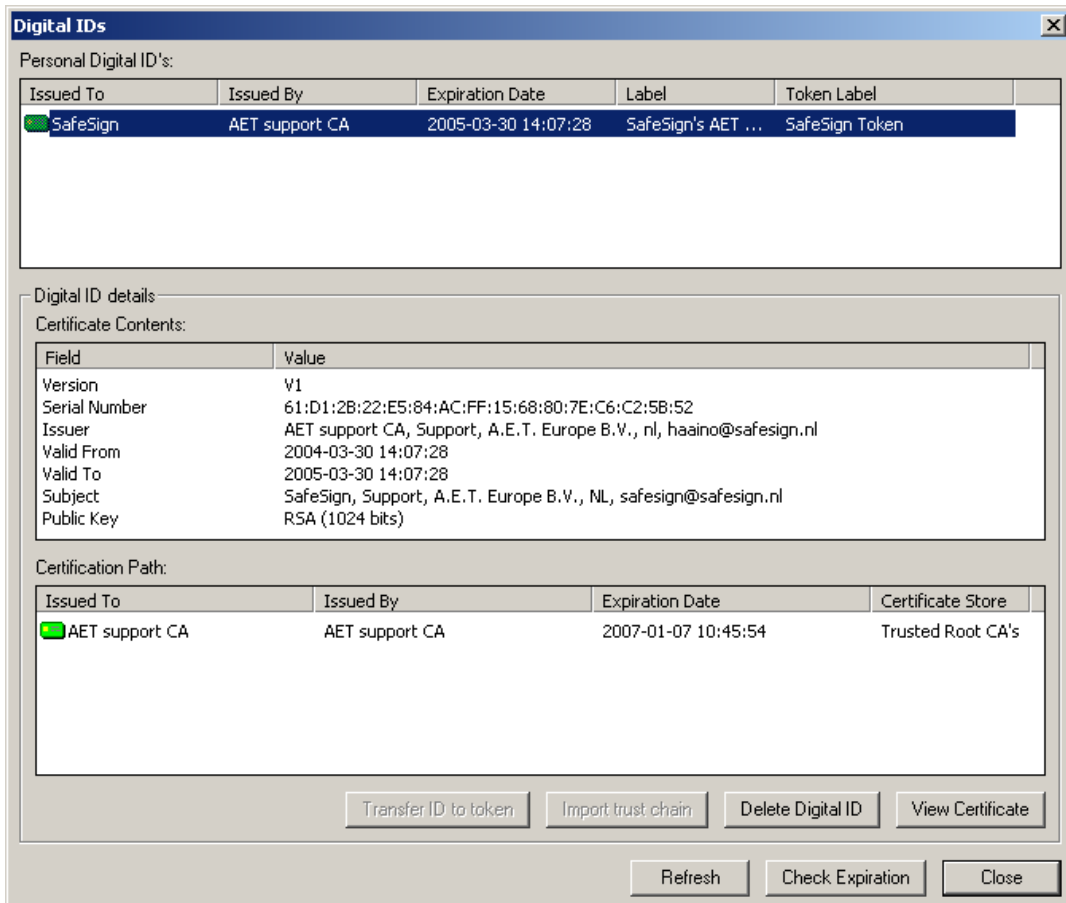 Digital IDs
Personal Digital ID's:
Issued To Issued By Expiration Date Label Token Label
SafeSign AET support CA 2005-03-30 14:07:28 SafeSign's AET ... SafeSign Token
Digital ID details
Certificate Contents:
Field Value
Version V1
Serial Number 61:D1:2B:22:E5:84:AC:FF:15:68:80:7E:C6:C2:5B:52
Issuer AET support CA, Support, A.E.T. Europe B.V., nl, haaino@safesign.nl
Valid From 2004-03-30 14:07:28
Valid To 2005-03-30 14:07:28
Subject SafeSign, Support, A.E.T. Europe B.V., NL, safesign@safesign.nl
Public Key RSA (1024 bits)
Certification Path:
Issued To Issued By Expiration Date Certificate Store
AET support CA AET support CA 2007-01-07 10:45:54 Trusted Root CA's
Transfer ID to token Import trust chain Delete Digital ID View Certificate
Refresh Check Expiration Close